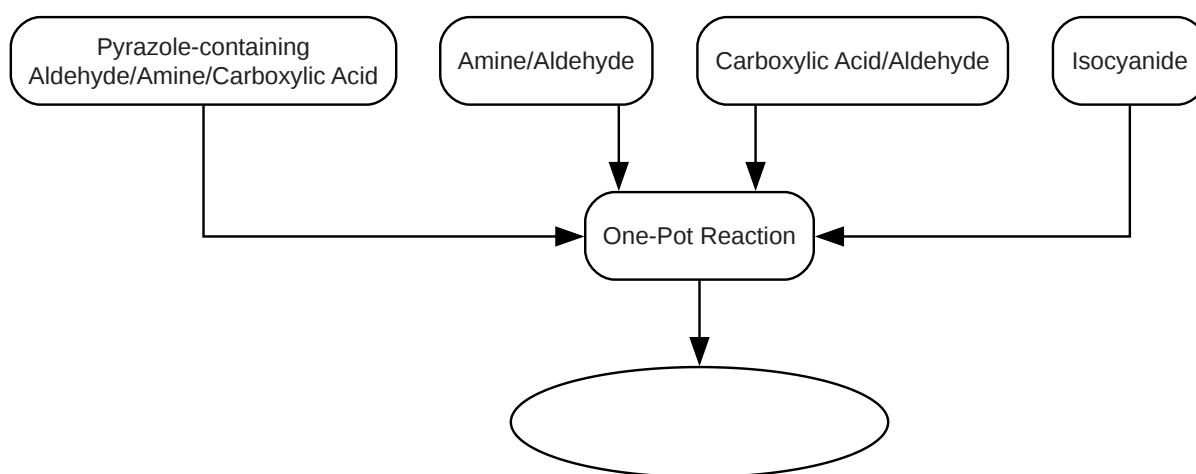 Pyrazole-containing
Aldehyde/Amine/Carboxylic Acid
Amine/Aldehyde
Carboxylic Acid/Aldehyde
Isocyanide
One-Pot Reaction